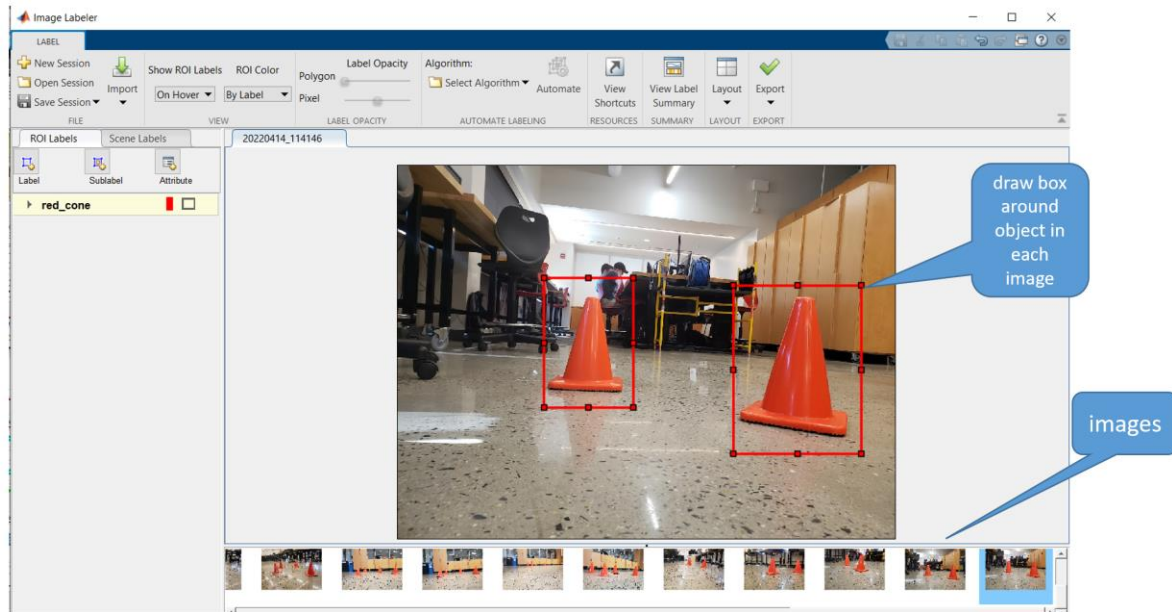 Image Labeler
LABEL
New Session
Open Session
Save Session
Import
FILE
Show ROI Labels
ROI Color
On Hover
By Label
VIEW
Label Opacity
Polygon
Pixel
LABEL OPACITY
Algorithm:
Select Algorithm
Automate
AUTOMATE LABELING
View
Shortcuts
RESOURCES
View Label
Summary
SUMMARY
Layout
LAYOUT
Export
EXPORT
ROI Labels
Scene Labels
20220414_114146
Label
Sublabel
Attribute
red_cone
draw box
around
object in
each
image
images